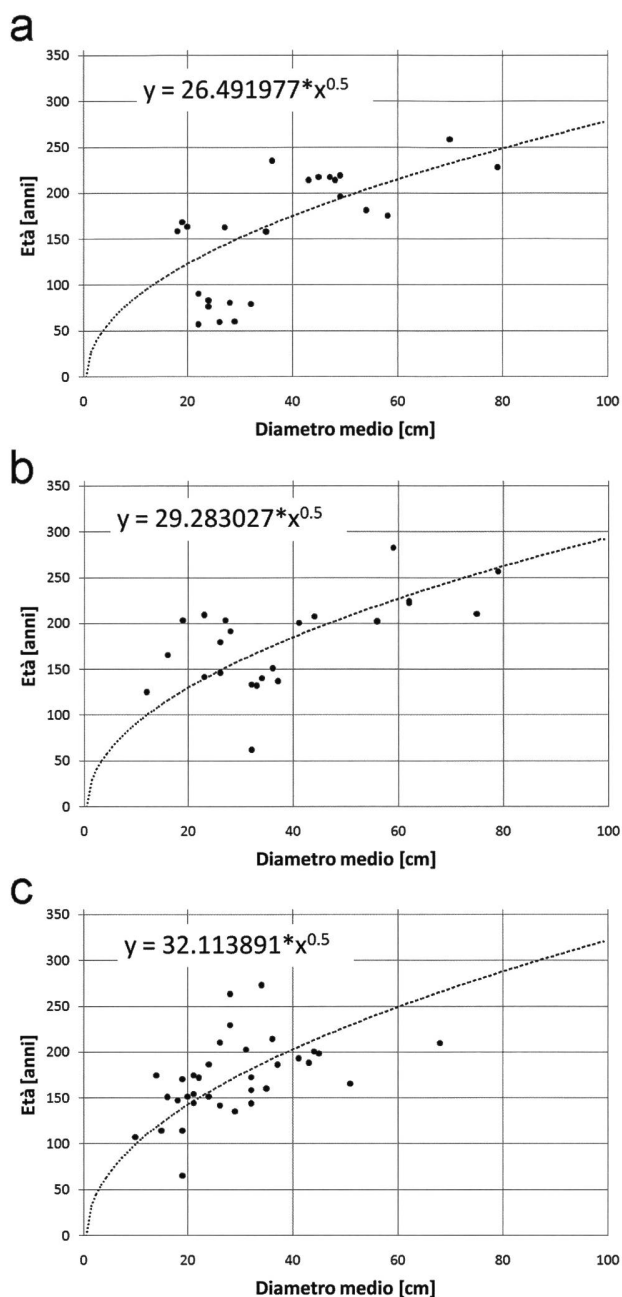 a
y = 26.491977*x^0.5
350
300
250
200
150
100
50
0
Età [anni]
0 20 40 60 80 100
Diametro medio [cm]
b
y = 29.283027*x^0.5
350
300
250
200
150
100
50
0
Età [anni]
0 20 40 60 80 100
Diametro medio [cm]
c
y = 32.113891*x^0.5
350
300
250
200
150
100
50
0
Età [anni]
0 20 40 60 80 100
Diametro medio [cm]